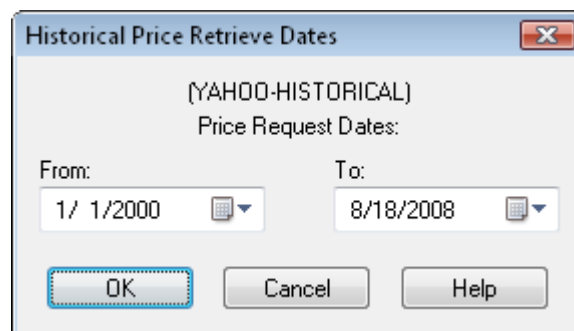 Historical Price Retrieve Dates
(YAHOO-HISTORICAL)
Price Request Dates:
From: To:
1/ 1/2000 8/18/2008
OK Cancel Help